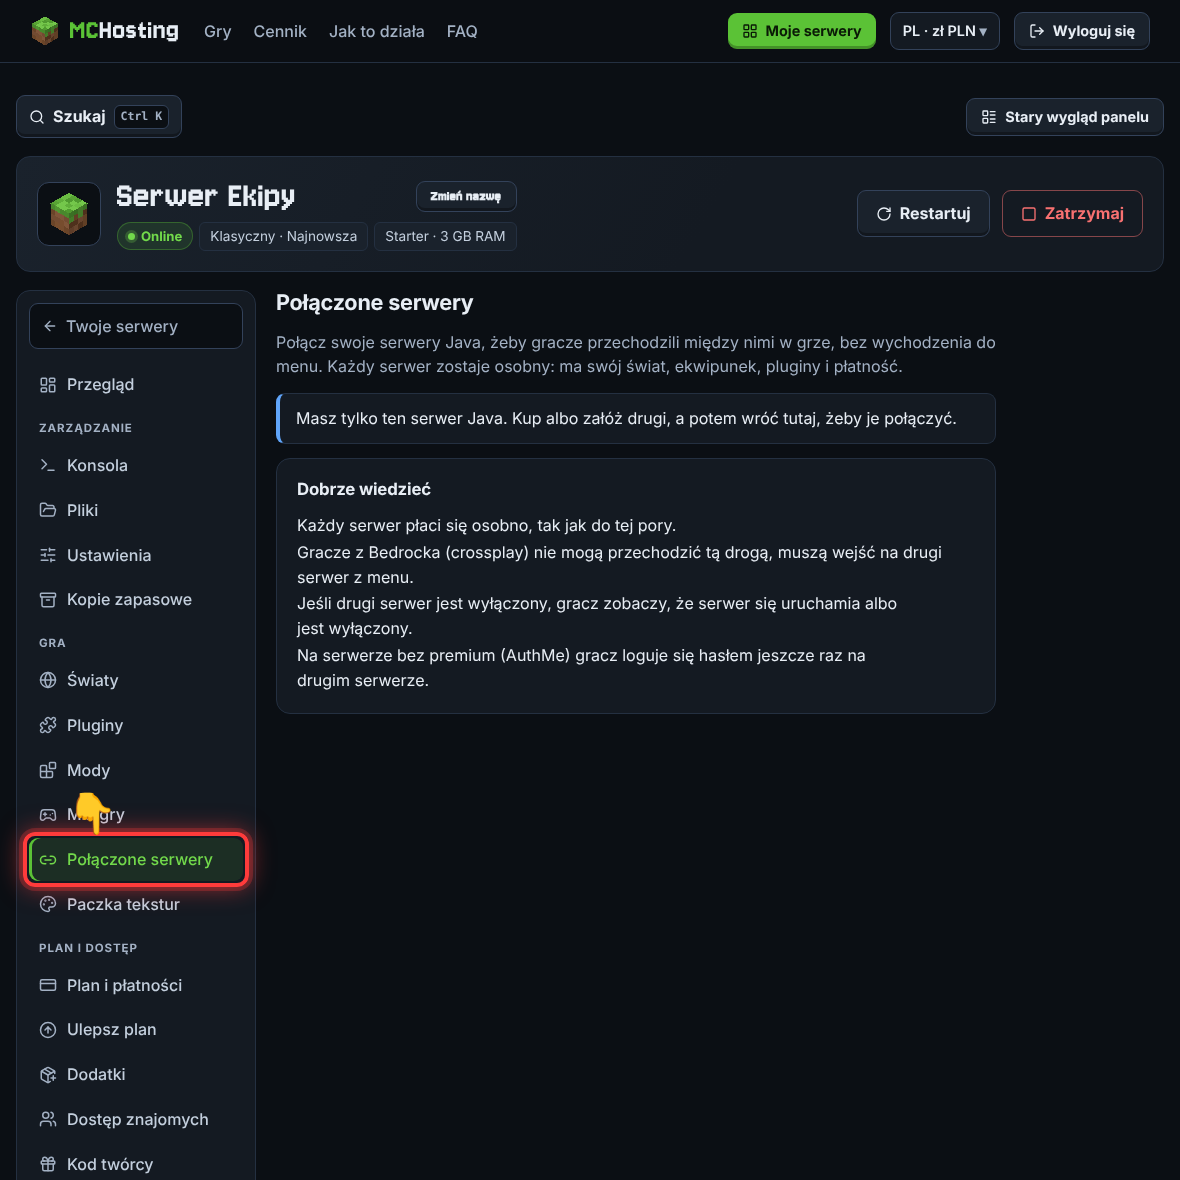 MCHosting
Gry
Cennik
Jak to działa
FAQ
Moje serwery
PL · zł PLN ▾
Wyloguj się
Szukaj
Ctrl K
Stary wygląd panelu
Serwer Ekipy
Zmień nazwę
Online
Klasyczny · Najnowsza
Starter · 3 GB RAM
Restartuj
Zatrzymaj
Twoje serwery
Przegląd
ZARZĄDZANIE
Konsola
Pliki
Ustawienia
Kopie zapasowe
GRA
Światy
Pluginy
Mody
Połączone serwery
Paczka tekstur
PLAN I DOSTĘP
Plan i płatności
Ulepsz plan
Dodatki
Dostęp znajomych
Kod twórcy
Połączone serwery
Połącz swoje serwery Java, żeby gracze przechodzili między nimi w grze, bez wychodzenia do
menu. Każdy serwer zostaje osobny: ma swój świat, ekwipunek, pluginy i płatność.
Masz tylko ten serwer Java. Kup albo załóż drugi, a potem wróć tutaj, żeby je połączyć.
Dobrze wiedzieć
Każdy serwer płaci się osobno, tak jak do tej pory.
Gracze z Bedrocka (crossplay) nie mogą przechodzić tą drogą, muszą wejść na drugi
serwer z menu.
Jeśli drugi serwer jest wyłączony, gracz zobaczy, że serwer się uruchamia albo
jest wyłączony.
Na serwerze bez premium (AuthMe) gracz loguje się hasłem jeszcze raz na
drugim serwerze.